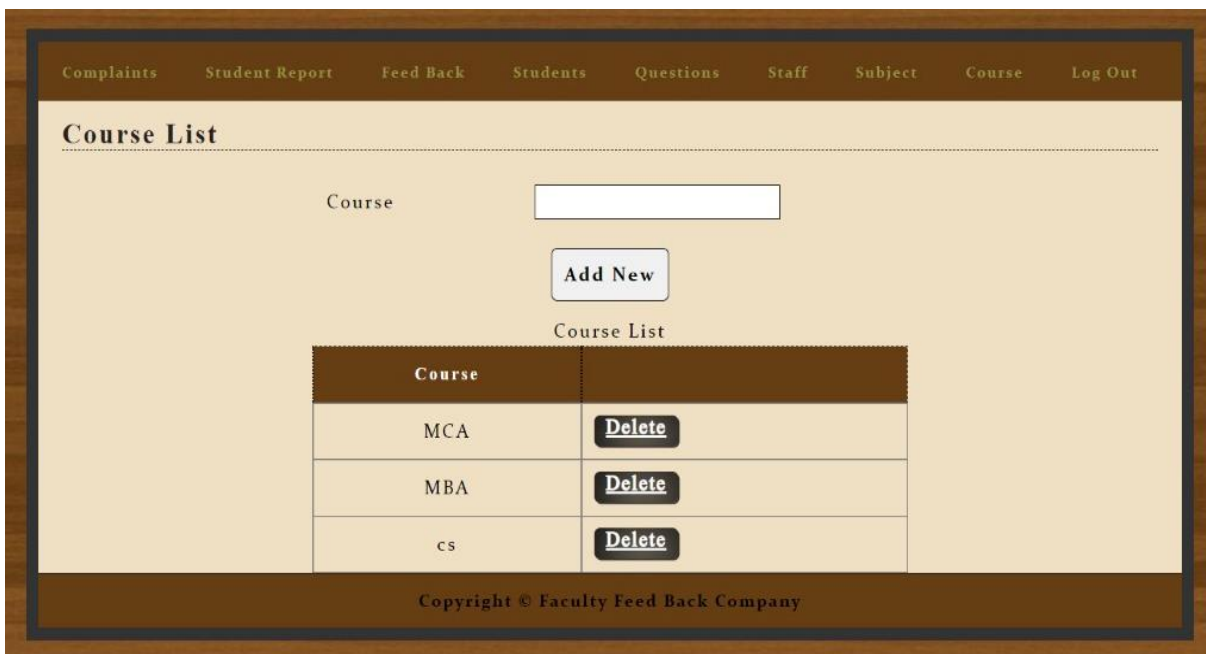 Complaints Student Report Feed Back Students Questions Staff Subject Course Log Out
Course List
Course
Add New
Course List
Course
MCA Delete
MBA Delete
cs Delete
Copyright © Faculty Feed Back Company